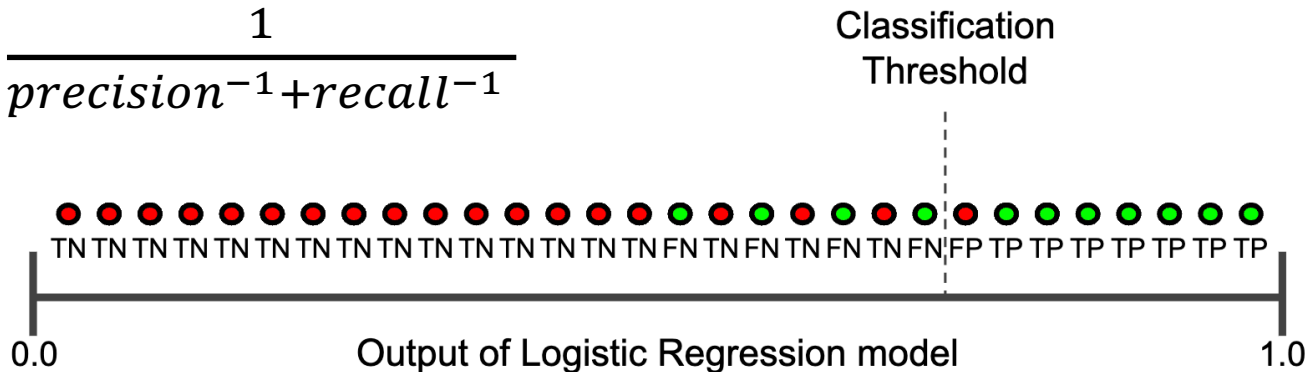 1
precision⁻¹+recall⁻¹
Classification
Threshold
TN TN TN TN TN TN TN TN TN TN TN TN TN TN TN FN TN FN TN FN TN FN FP TP TP TP TP TP TP TP
0.0 Output of Logistic Regression model 1.0